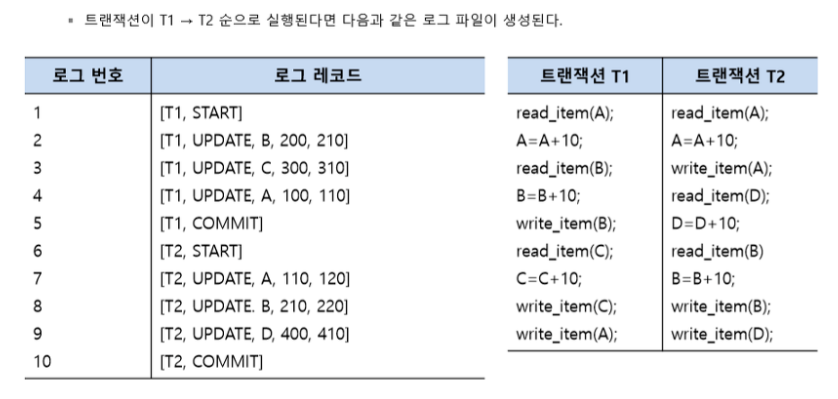 ▪ 트랜잭션이 T1 → T2 순으로 실행된다면 다음과 같은 로그 파일이 생성된다.
로그 번호 로그 레코드
1 [T1, START]
2 [T1, UPDATE, B, 200, 210]
3 [T1, UPDATE, C, 300, 310]
4 [T1, UPDATE, A, 100, 110]
5 [T1, COMMIT]
6 [T2, START]
7 [T2, UPDATE, A, 110, 120]
8 [T2, UPDATE. B, 210, 220]
9 [T2, UPDATE, D, 400, 410]
10 [T2, COMMIT]
트랜잭션 T1 트랜잭션 T2
read_item(A); read_item(A);
A=A+10; A=A+10;
read_item(B); write_item(A);
B=B+10; read_item(D);
write_item(B); D=D+10;
read_item(C); read_item(B)
C=C+10; B=B+10;
write_item(C); write_item(B);
write_item(A); write_item(D);